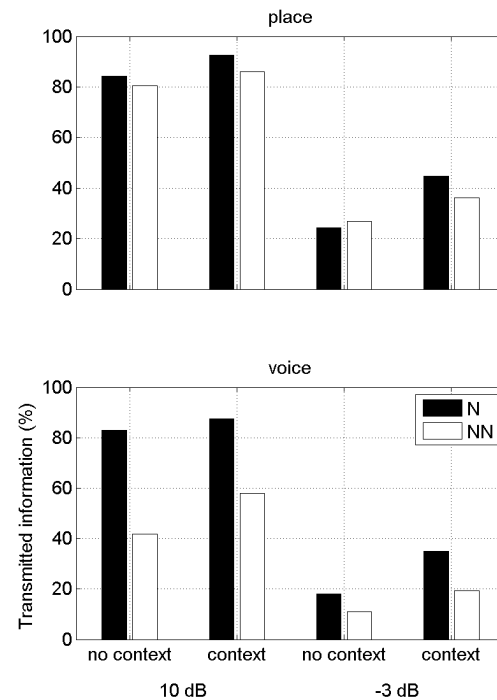 place
100
80
60
40
20
0
voice
100
80
60
40
20
0
Transmitted information (%)
N
NN
no context context no context context
10 dB -3 dB